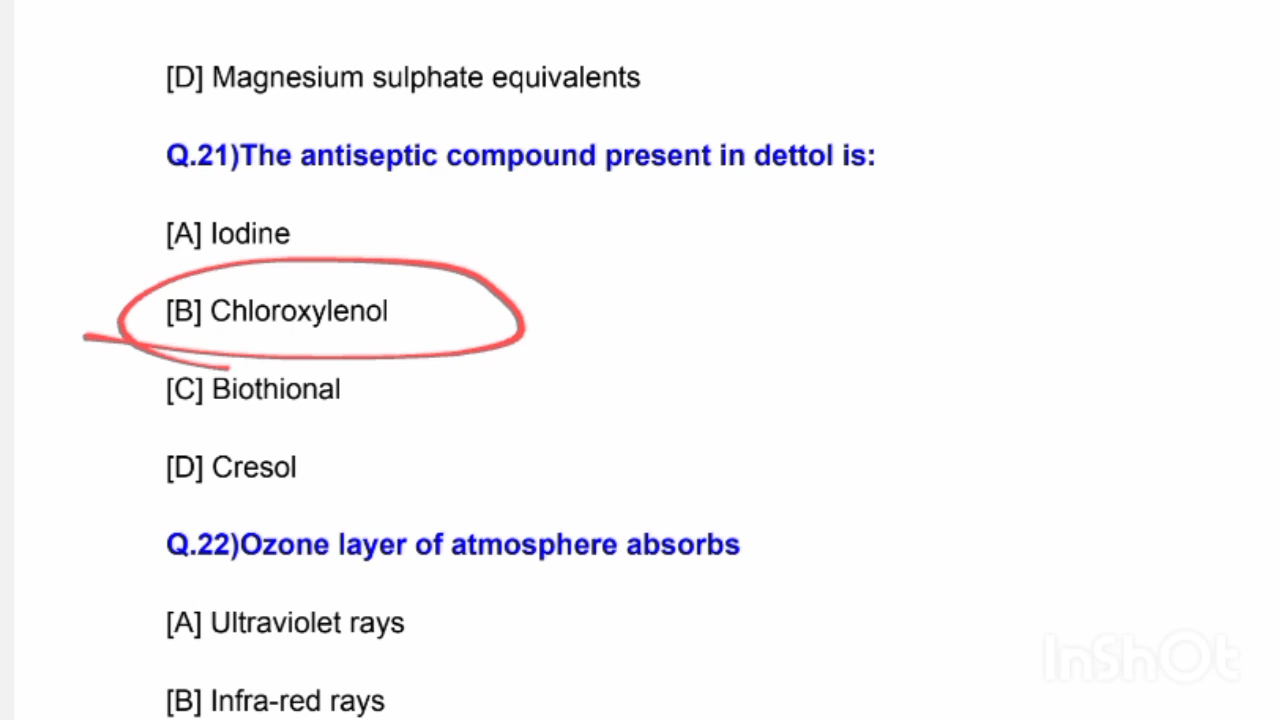 [D] Magnesium sulphate equivalents
Q.21)The antiseptic compound present in dettol is:
[A] Iodine
[B] Chloroxylenol
[C] Biothional
[D] Cresol
Q.22)Ozone layer of atmosphere absorbs
[A] Ultraviolet rays
[B] Infra-red rays
InShOt